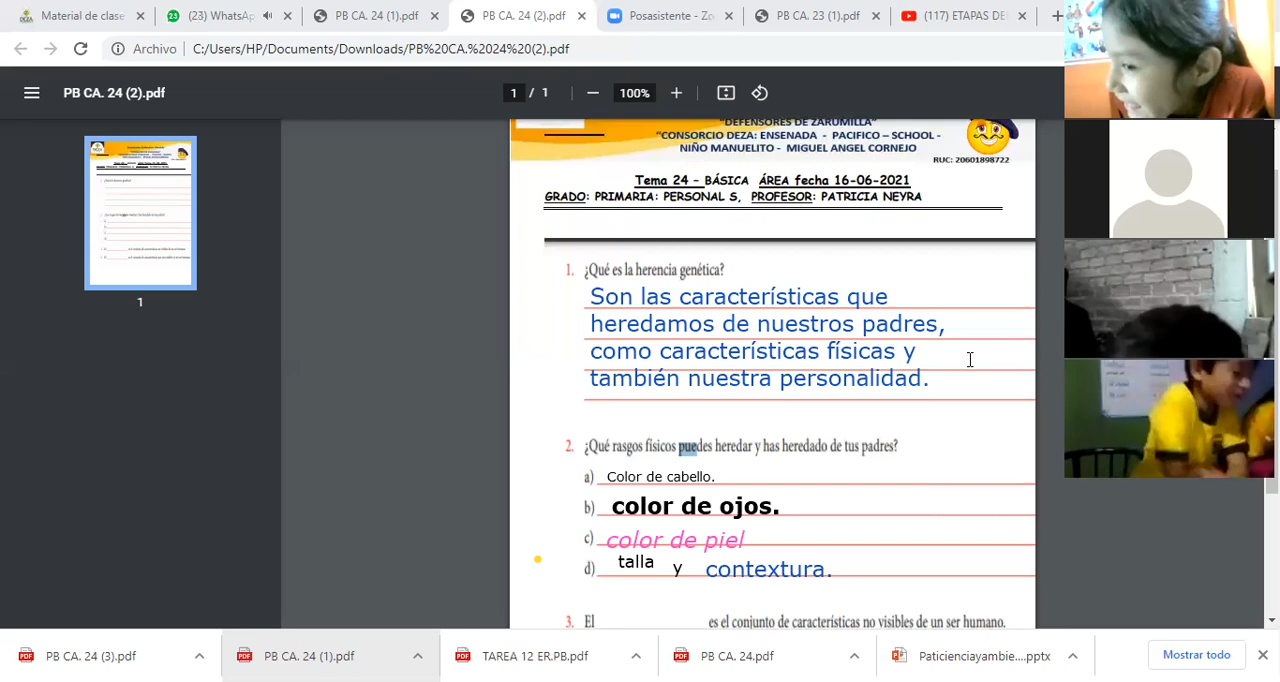 Material de clase
(23) WhatsAp
PB CA. 24 (1).pdf
PB CA. 24 (2).pdf
Posasistente - Zo
PB CA. 23 (1).pdf
(117) ETAPAS DE
Archivo
C:/Users/HP/Documents/Downloads/PB%20CA.%2024%20(2).pdf
PB CA. 24 (2).pdf
1 / 1
100%
"DEFENSORES DE ZARUMILLA"
"CONSORCIO DEZA: ENSENADA - PACIFICO – SCHOOL -
NIÑO MANUELITO - MIGUEL ANGEL CORNEJO
RUC: 20601898722
Tema 24 – BÁSICA ÁREA fecha 16-06-2021
GRADO: PRIMARIA: PERSONAL S, PROFESOR: PATRICIA NEYRA
1. ¿Qué es la herencia genética?
Son las características que
heredamos de nuestros padres,
como características físicas y
también nuestra personalidad.
2. ¿Qué rasgos físicos puedes heredar y has heredado de tus padres?
a) Color de cabello.
b) color de ojos.
c) color de piel
d) talla y contextura.
3. El es el conjunto de características no visibles de un ser humano.
1
PB CA. 24 (3).pdf
PB CA. 24 (1).pdf
TAREA 12 ER.PB.pdf
PB CA. 24.pdf
Paticienciayambie....pptx
Mostrar todo